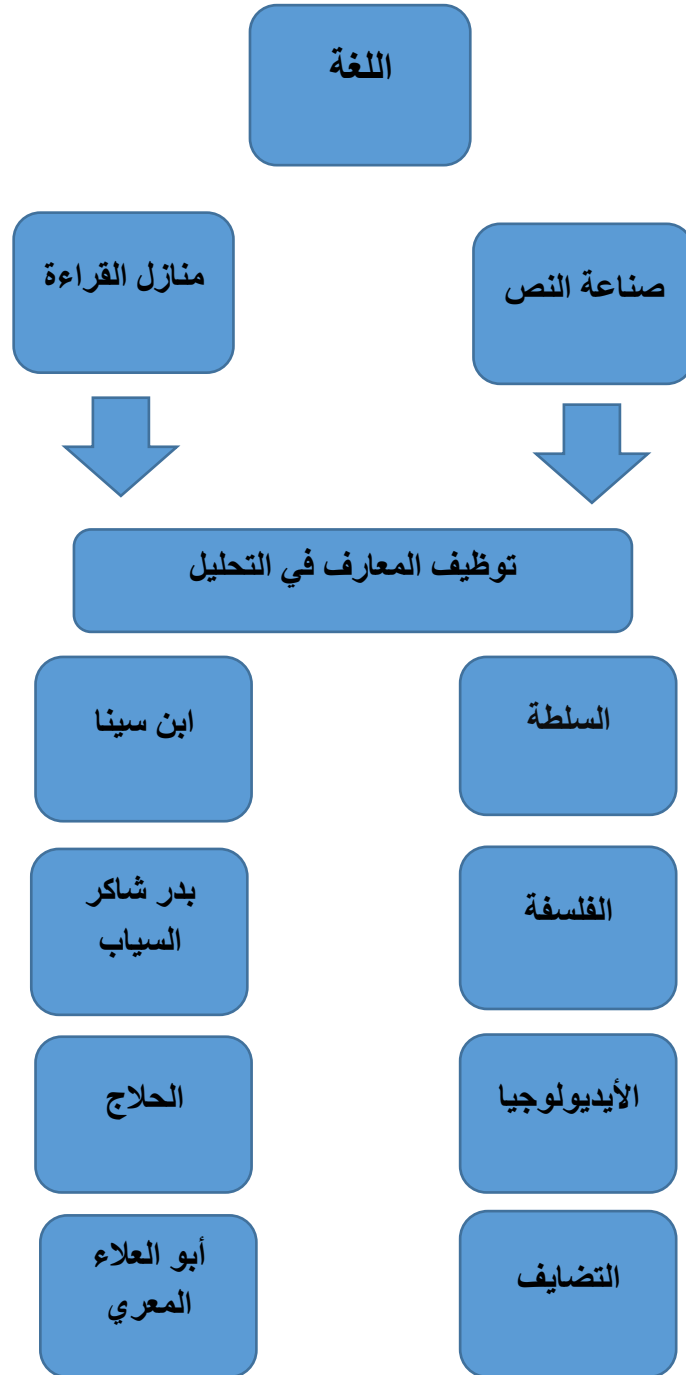 اللغة
صناعة النص
منازل القراءة
توظيف المعارف في التحليل
السلطة
ابن سينا
الفلسفة
بدر شاكر
السياب
الأيديولوجيا
الحلاج
التضايف
أبو العلاء
المعري